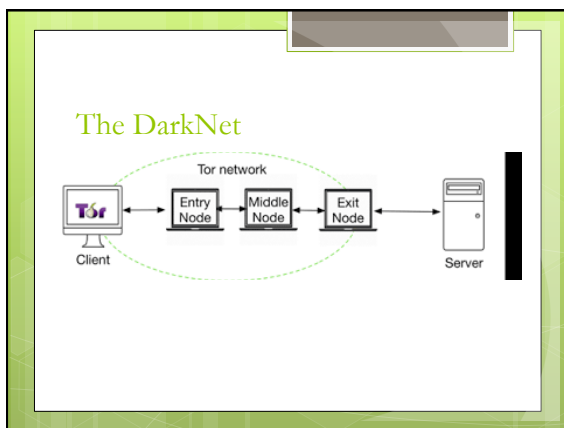 The DarkNet
Tor network
Tor
Entry
Node
Middle
Node
Exit
Node
Client
Server